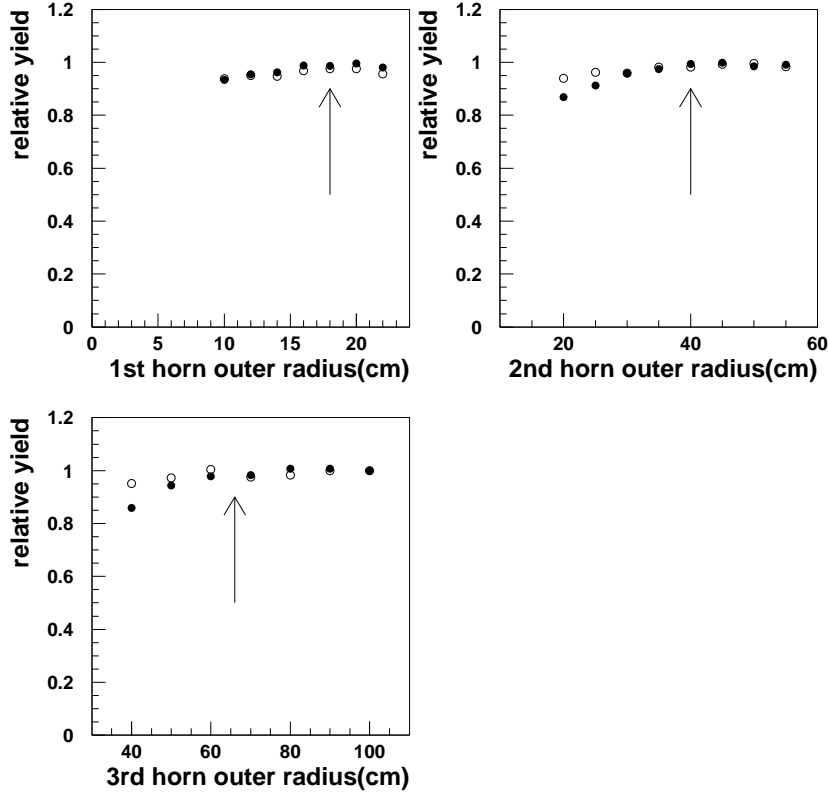 relative yield
1.2
1
0.8
0.6
0.4
0.2
0
0 5 10 15 20
1st horn outer radius(cm)
relative yield
1.2
1
0.8
0.6
0.4
0.2
0
20 40 60
2nd horn outer radius(cm)
relative yield
1.2
1
0.8
0.6
0.4
0.2
0
40 60 80 100
3rd horn outer radius(cm)